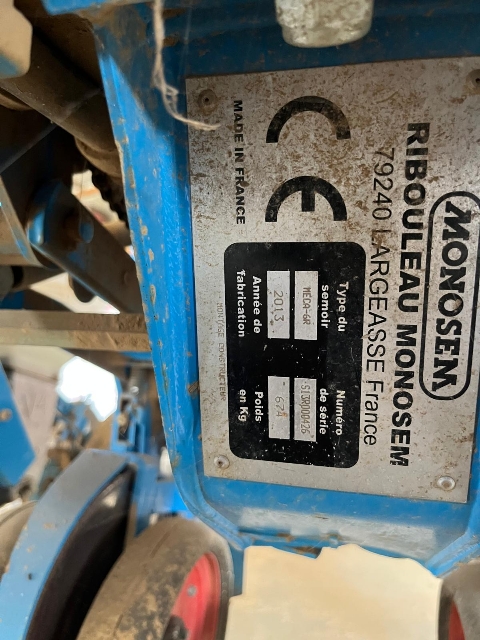 MONOSEM
RIBOULEAU MONOSEM
79240 LARGEASSE France
CE
MADE IN FRANCE
Type du
semoir
MECA-6R
Numéro
de série
Année de
fabrication
2013
Poids
en Kg
674